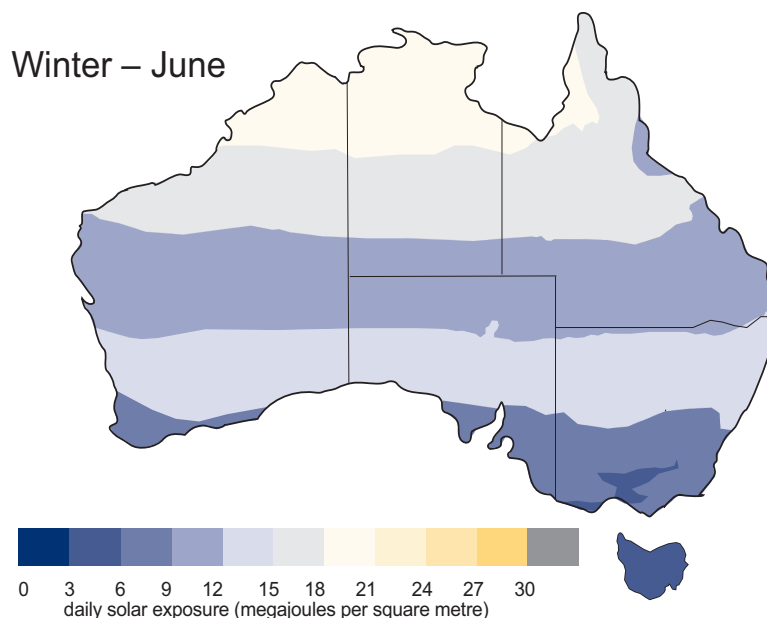 Winter – June
0 3 6 9 12 15 18 21 24 27 30
daily solar exposure (megajoules per square metre)